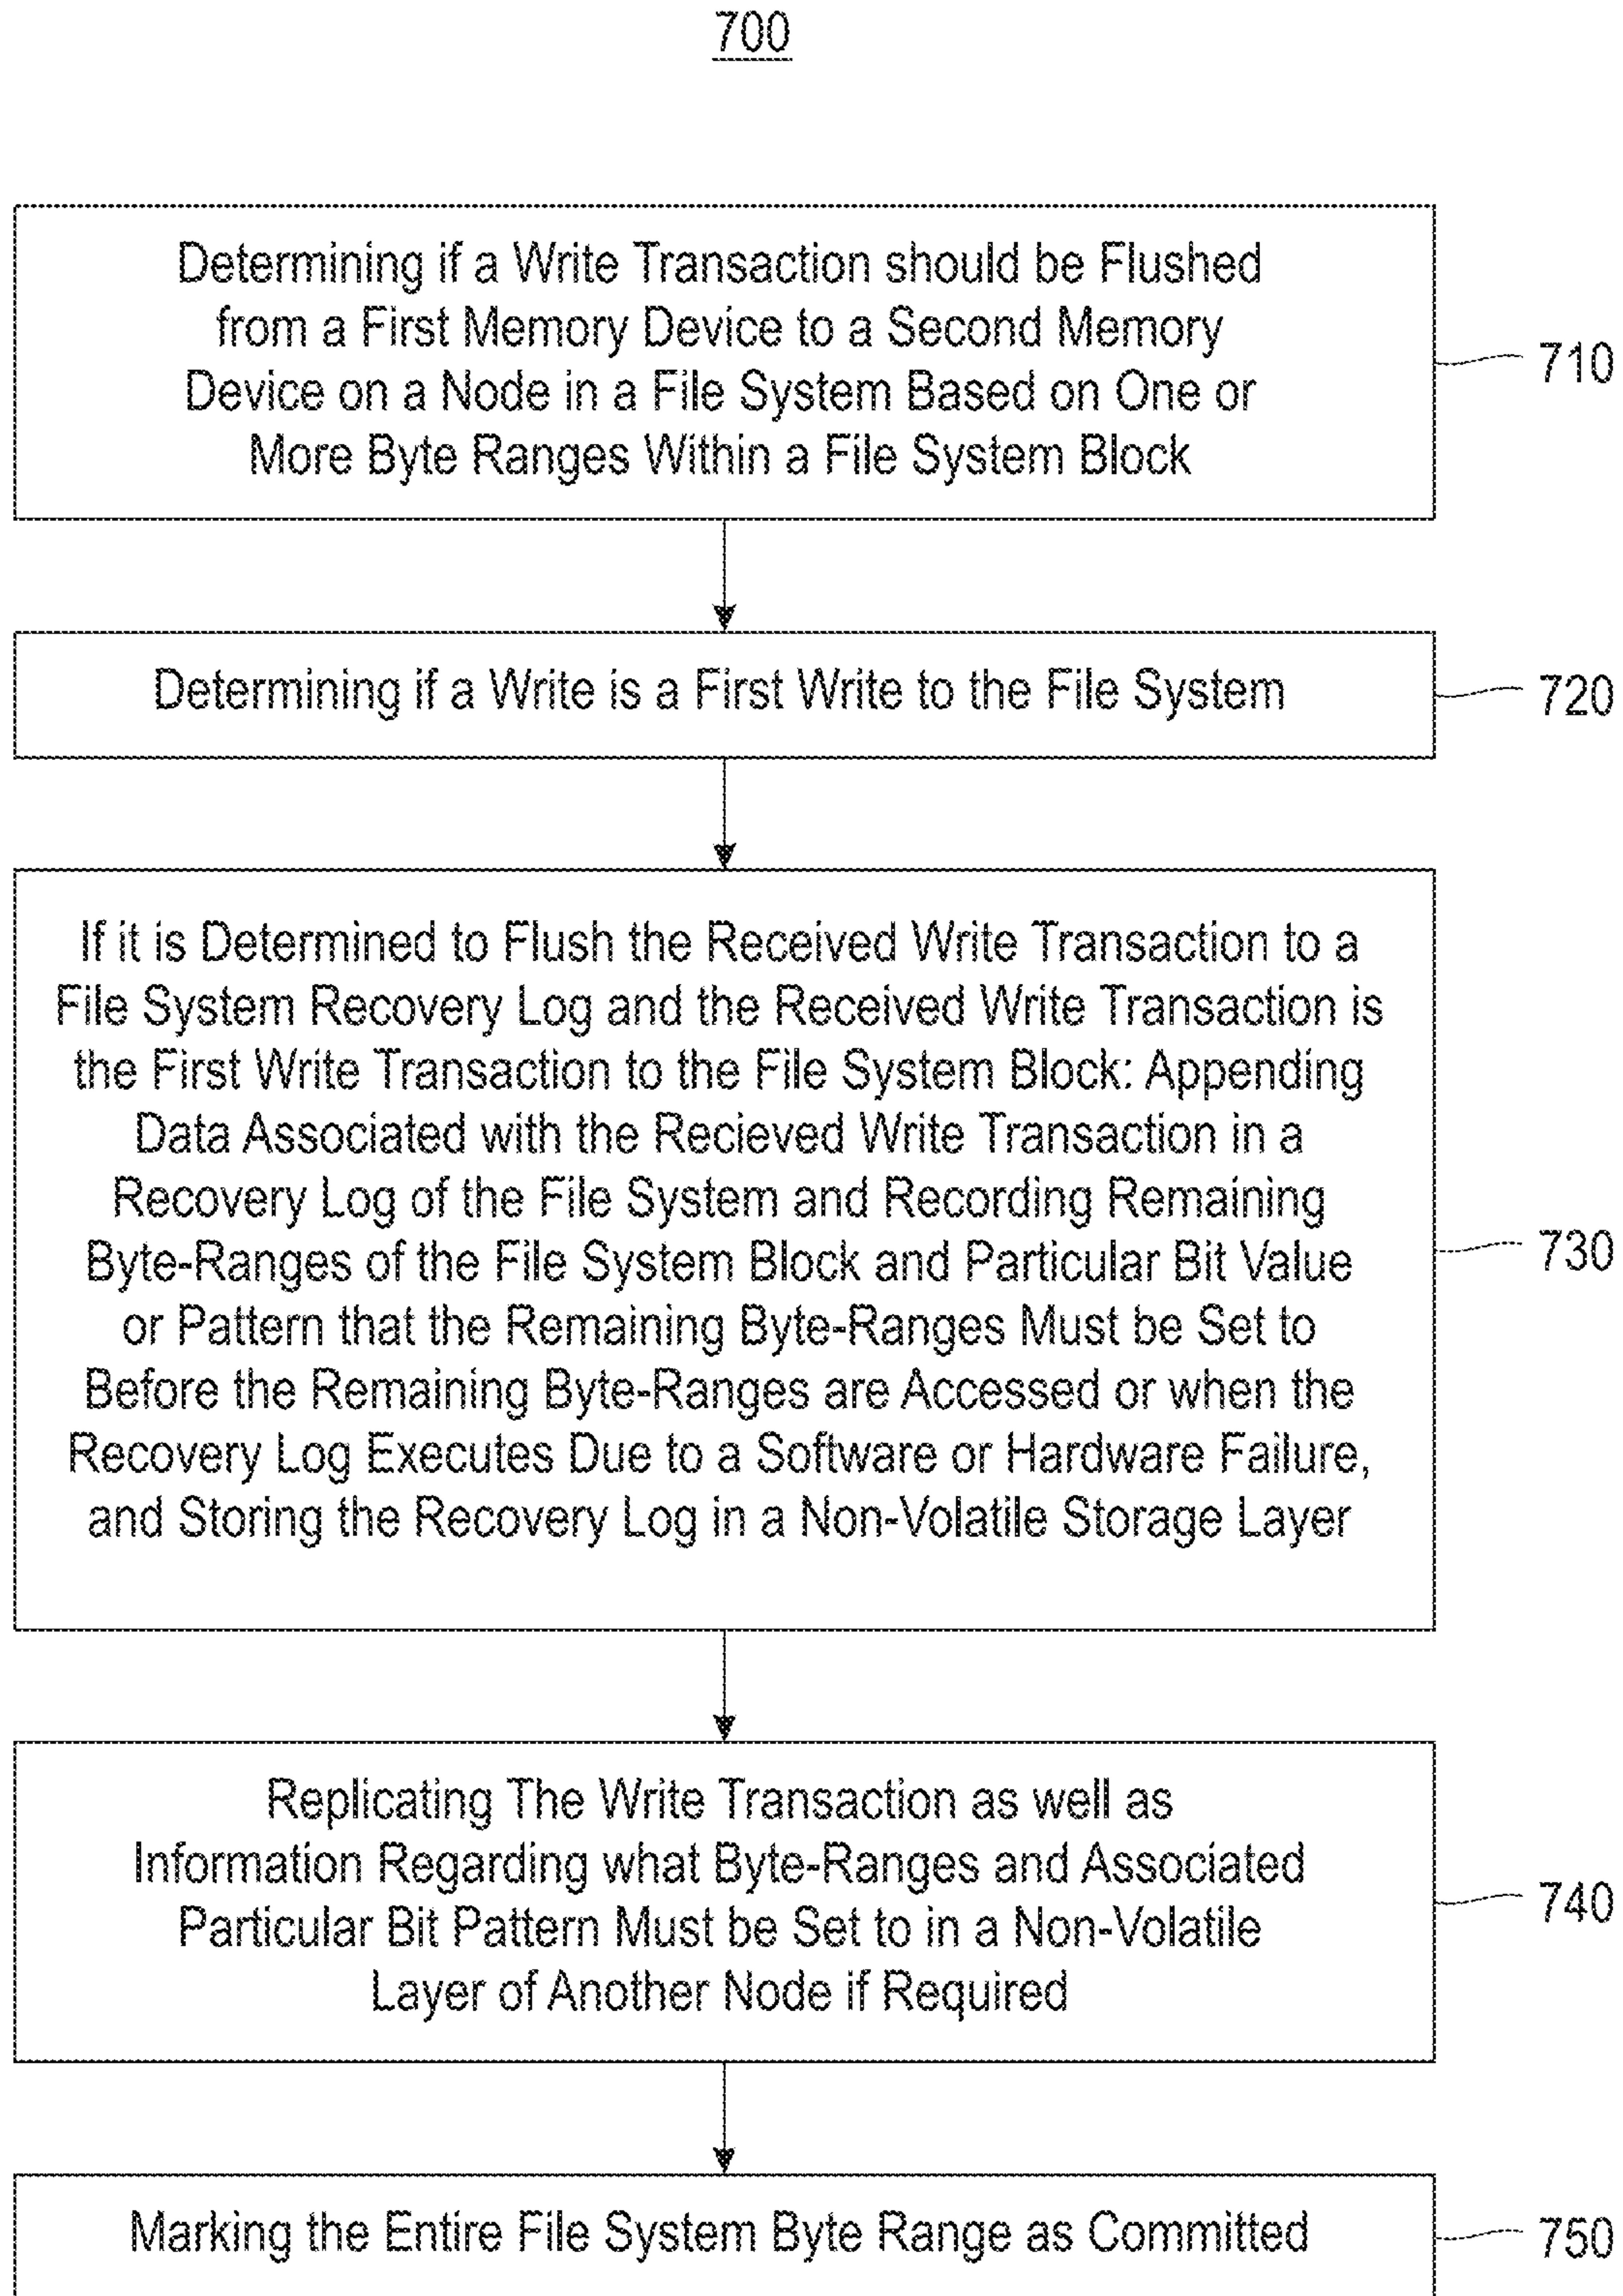 700
Determining if a Write Transaction should be Flushed
from a First Memory Device to a Second Memory
Device on a Node in a File System Based on One or
More Byte Ranges Within a File System Block
710
Determining if a Write is a First Write to the File System
720
If it is Determined to Flush the Received Write Transaction to a
File System Recovery Log and the Received Write Transaction is
the First Write Transaction to the File System Block: Appending
Data Associated with the Recieved Write Transaction in a
Recovery Log of the File System and Recording Remaining
Byte-Ranges of the File System Block and Particular Bit Value
or Pattern that the Remaining Byte-Ranges Must be Set to
Before the Remaining Byte-Ranges are Accessed or when the
Recovery Log Executes Due to a Software or Hardware Failure,
and Storing the Recovery Log in a Non-Volatile Storage Layer
730
Replicating The Write Transaction as well as
Information Regarding what Byte-Ranges and Associated
Particular Bit Pattern Must be Set to in a Non-Volatile
Layer of Another Node if Required
740
Marking the Entire File System Byte Range as Committed
750